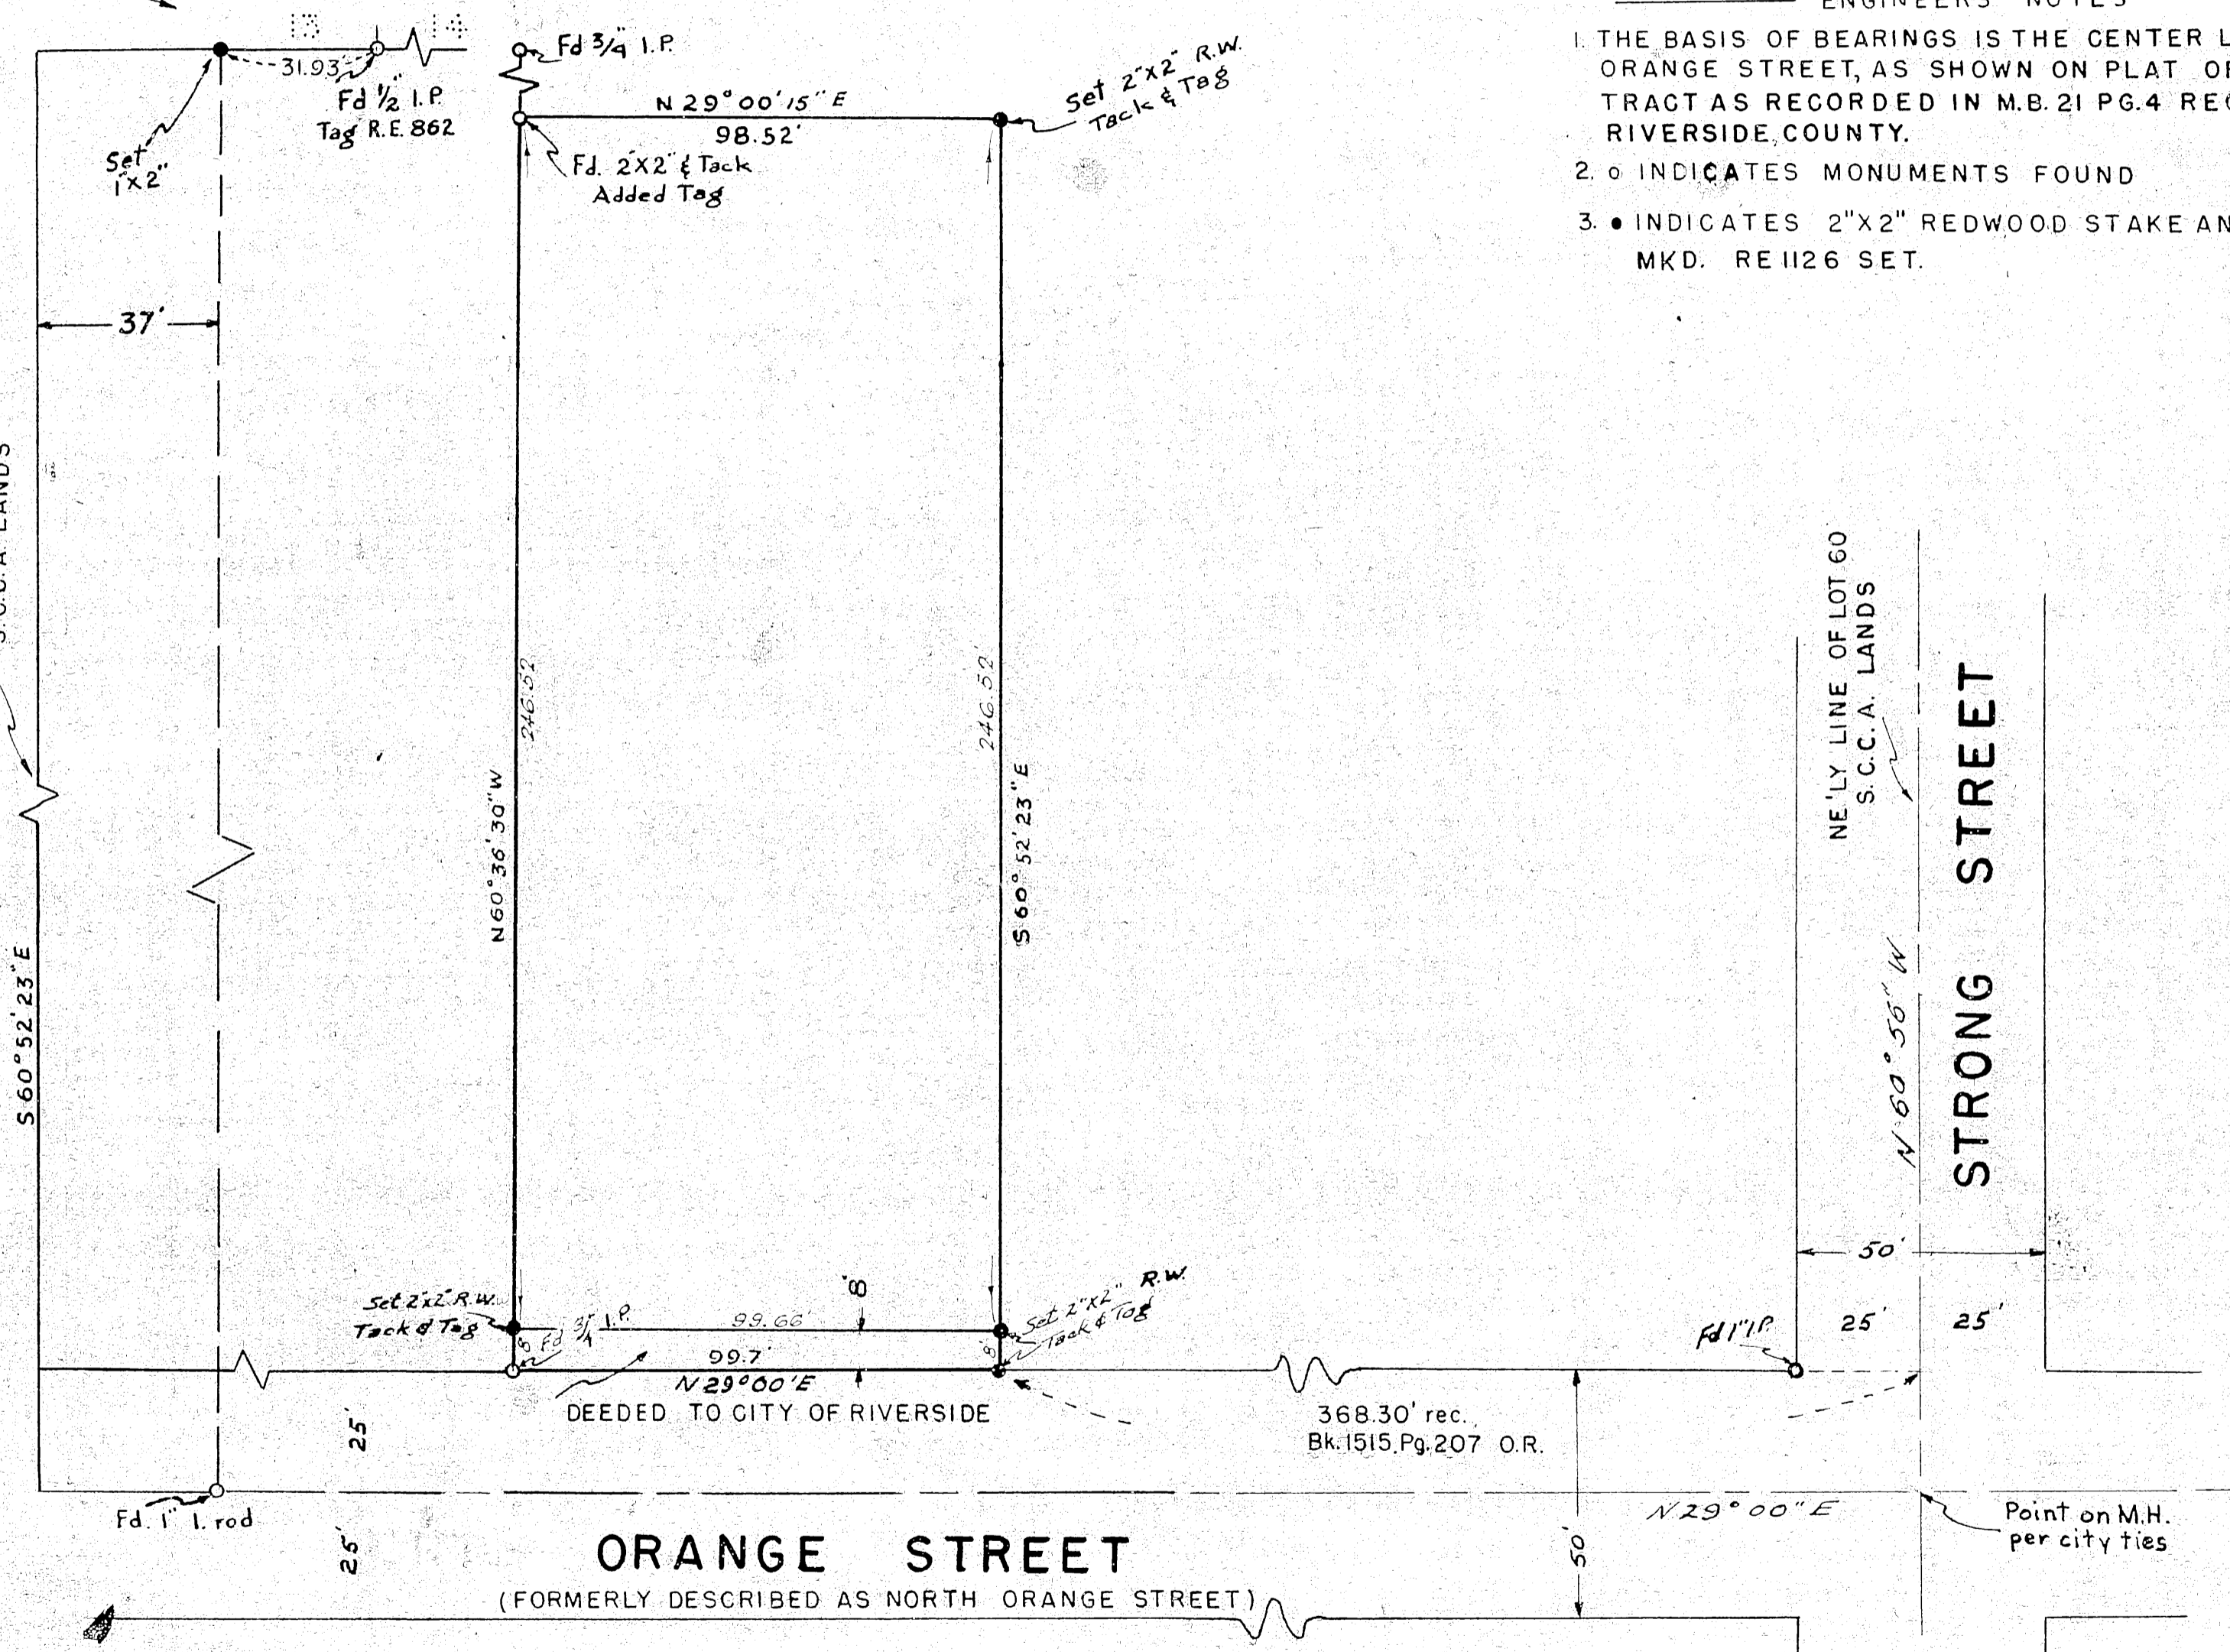 ENGINEERS NOTES
1. THE BASIS OF BEARINGS IS THE CENTER L
ORANGE STREET, AS SHOWN ON PLAT OF
TRACT AS RECORDED IN M.B. 21 PG. 4 REC
RIVERSIDE COUNTY.
2. o INDICATES MONUMENTS FOUND
3. ● INDICATES 2"X2" REDWOOD STAKE AN
MKD. RE 1126 SET.
13 14
31.93'
Fd 1/2" I.P.
Tag R.E. 862
Set
1"x2"
37'
Fd 3/4" I.P.
N 29° 00' 15" E
98.52'
Set 2"x2" R.W.
Tack & Tag
Fd. 2"X2" & Tack
Added Tag
S.C.C.A. LANDS
S 60° 52' 23" E
246.52
N 60° 36' 30" W
246.52'
S 60° 52' 23" E
NE'LY LINE OF LOT 60
S.C.C.A. LANDS
N 60° 56" W
STRONG STREET
50'
25'
25'
Fd 1" I.P.
Set 2"x2" R.W.
Tack & Tag
Fd 3/4" I.P.
8'
99.66'
8'
8'
Set 2"x2" R.W.
Tack & Tag
99.7'
N 29° 00' E
DEEDED TO CITY OF RIVERSIDE
368.30' rec.
Bk. 1515, Pg. 207 O.R.
25'
Fd. 1" I. rod
25'
50'
N 29° 00" E
Point on M.H.
per city ties
ORANGE STREET
(FORMERLY DESCRIBED AS NORTH ORANGE STREET)